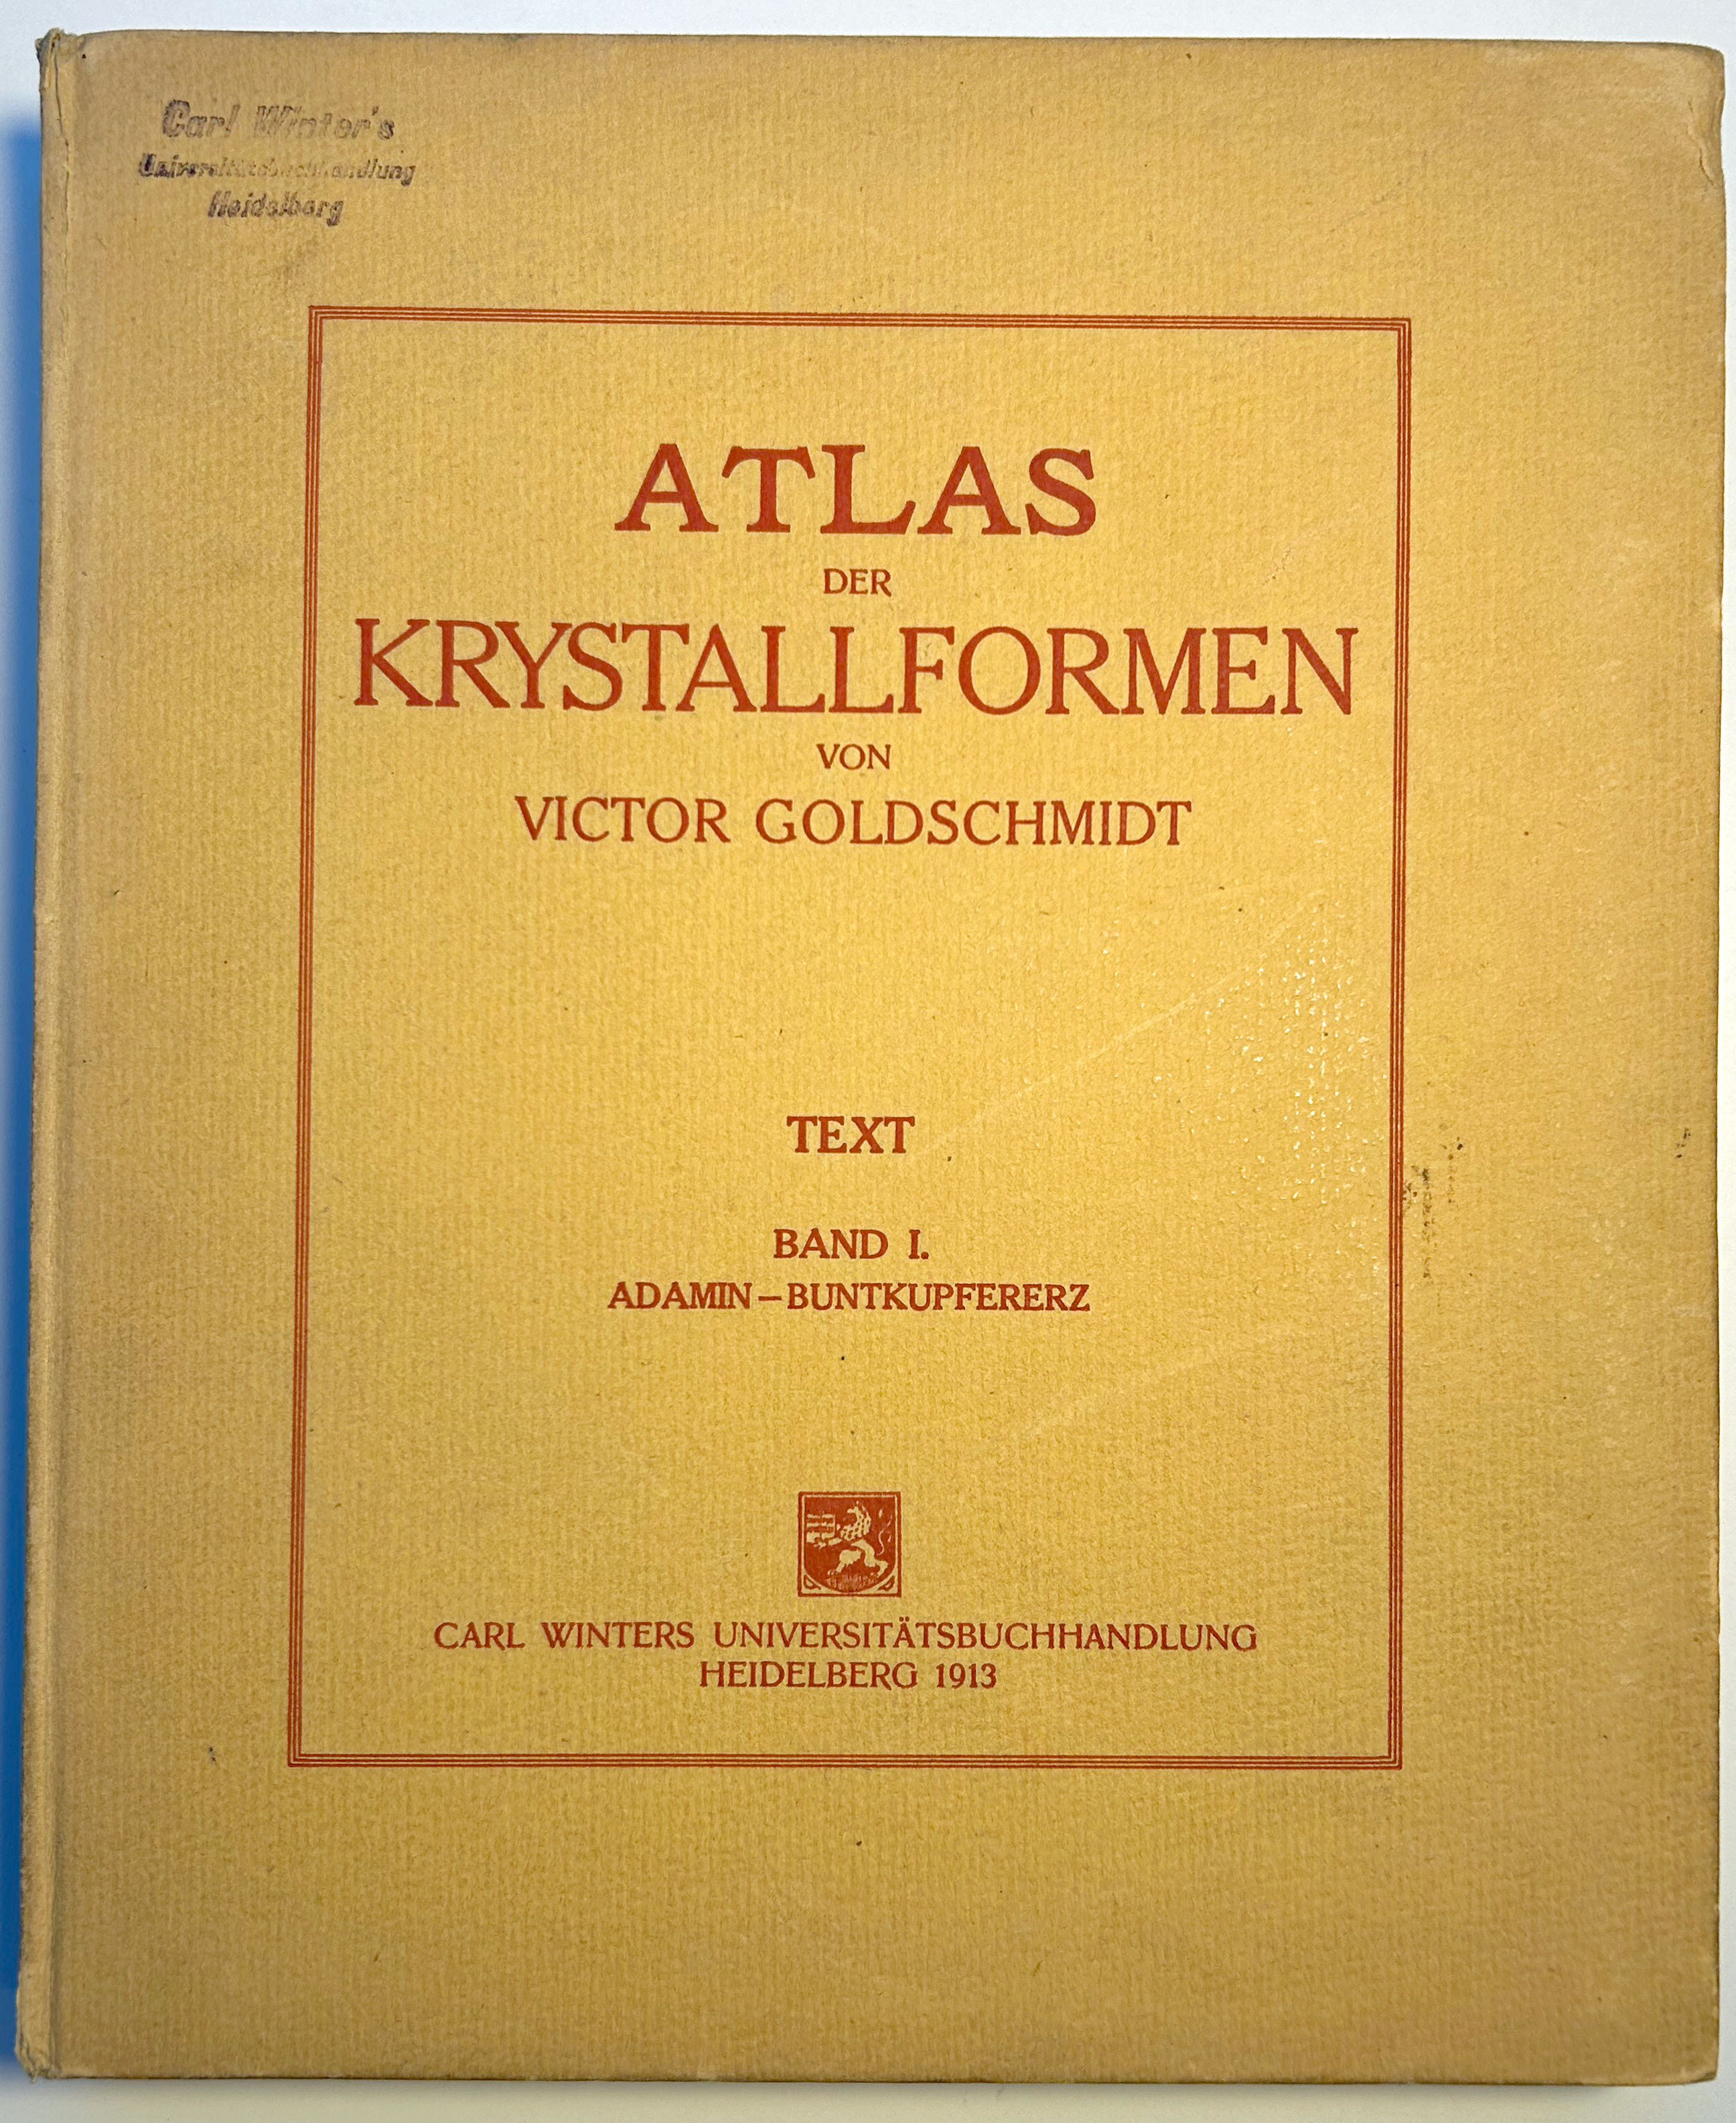 Carl Winter's
Universitätsbuchhandlung
Heidelberg
ATLAS
DER
KRYSTALLFORMEN
VON
VICTOR GOLDSCHMIDT
TEXT
BAND I.
ADAMIN—BUNTKUPFERERZ
CARL WINTERS UNIVERSITÄTSBUCHHANDLUNG
HEIDELBERG 1913